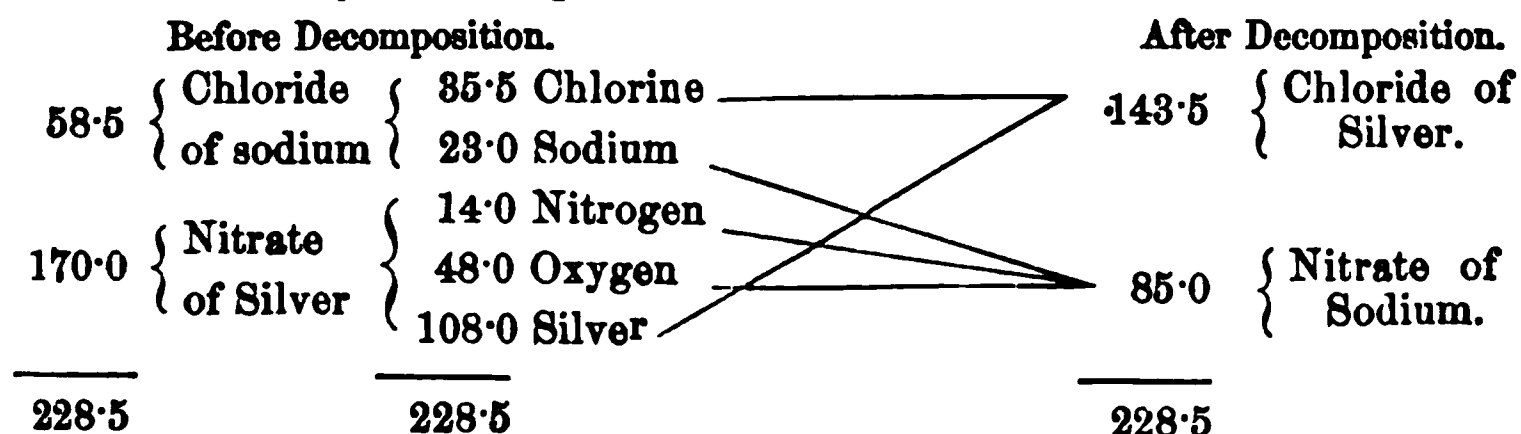 Before Decomposition. After Decomposition.
58·5 { Chloride of sodium { 35·5 Chlorine
23·0 Sodium
170·0 { Nitrate of Silver { 14·0 Nitrogen
48·0 Oxygen
108·0 Silver
·143·5 { Chloride of
Silver.
85·0 { Nitrate of
Sodium.
228·5 228·5 228·5